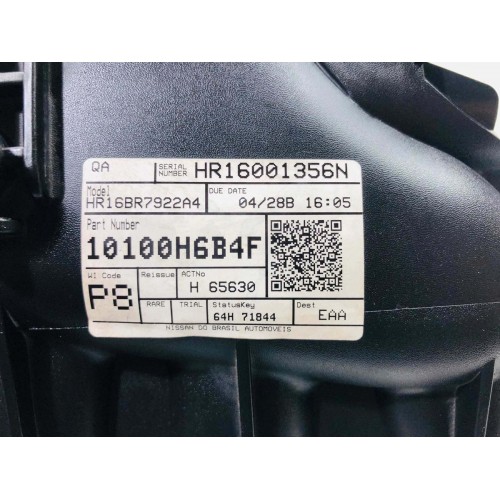 QA SERIAL NUMBER HR16001356N
Model DUE DATE
HR16BR7922A4 04/28B 16:05
Part Number
10100H6B4F
WI Code Reissue ACTNo
P8 H 65630
RARE TRIAL StatusKey Dest
64H 71844 EAA
NISSAN DO BRASIL AUTOMOVEIS